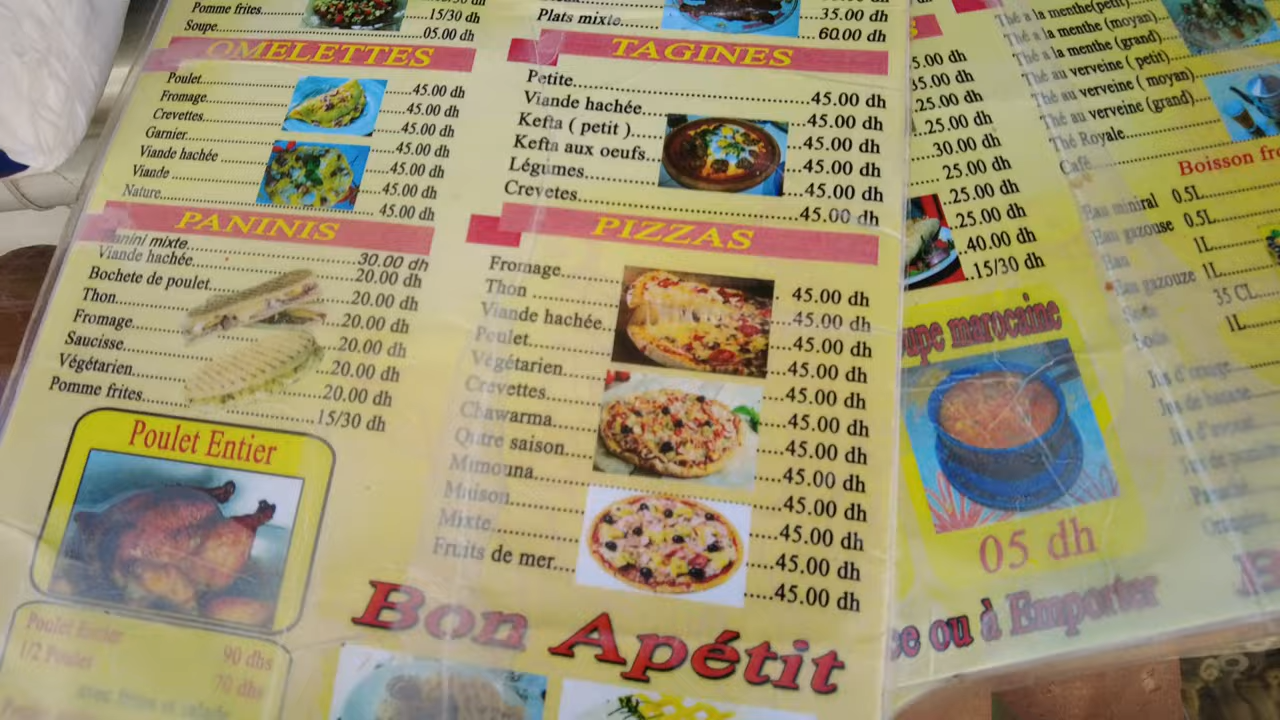 Pomme frites 15/30 dh
Soupe 05.00 dh
OMELETTES
Poulet 45.00 dh
Fromage 45.00 dh
Crevettes 45.00 dh
Garnier 45.00 dh
Viande hachée 45.00 dh
Viande 45.00 dh
Nature 45.00 dh
PANINIS
Panini mixte 30.00 dh
Viande hachée 20.00 dh
Bochete de poulet 20.00 dh
Thon 20.00 dh
Fromage 20.00 dh
Saucisse 20.00 dh
Végétarien 20.00 dh
Pomme frites 15/30 dh
Poulet Entier
Poulet Entier 90 dhs
1/2 Poulet 70 dhs
35.00 dh
Plats mixte 60.00 dh
TAGINES
Petite 45.00 dh
Viande hachée 45.00 dh
Kefta ( petit ) 45.00 dh
Kefta aux oeufs 45.00 dh
Légumes 45.00 dh
Crevetes 45.00 dh
PIZZAS
Fromage 45.00 dh
Thon 45.00 dh
Viande hachée 45.00 dh
Poulet 45.00 dh
Végétarien 45.00 dh
Crevettes 45.00 dh
Chawarma 45.00 dh
Qutre saison 45.00 dh
Mimouna 45.00 dh
Maison 45.00 dh
Mixte 45.00 dh
Fruits de mer 45.00 dh
Bon Apétit
5.00 dh
35.00 dh
25.00 dh
25.00 dh
30.00 dh
25.00 dh
25.00 dh
25.00 dh
40.00 dh
15/30 dh
upe marocaine
05 dh
ou à Emporter
Thé a la menthe(petit)
Thé a la menthe (moyan)
Thé a la menthe (grand)
Thé au verveine ( petit)
Thé au verveine ( moyan)
Thé au verveine (grand)
Thé Royale
Café
Boisson fro
Eau miniral 0.5L
Eau gazouse 0.5L
Eau 1L
Eau gazouze 1L
35 CL
1L
Jus d'orange
Jus de banane